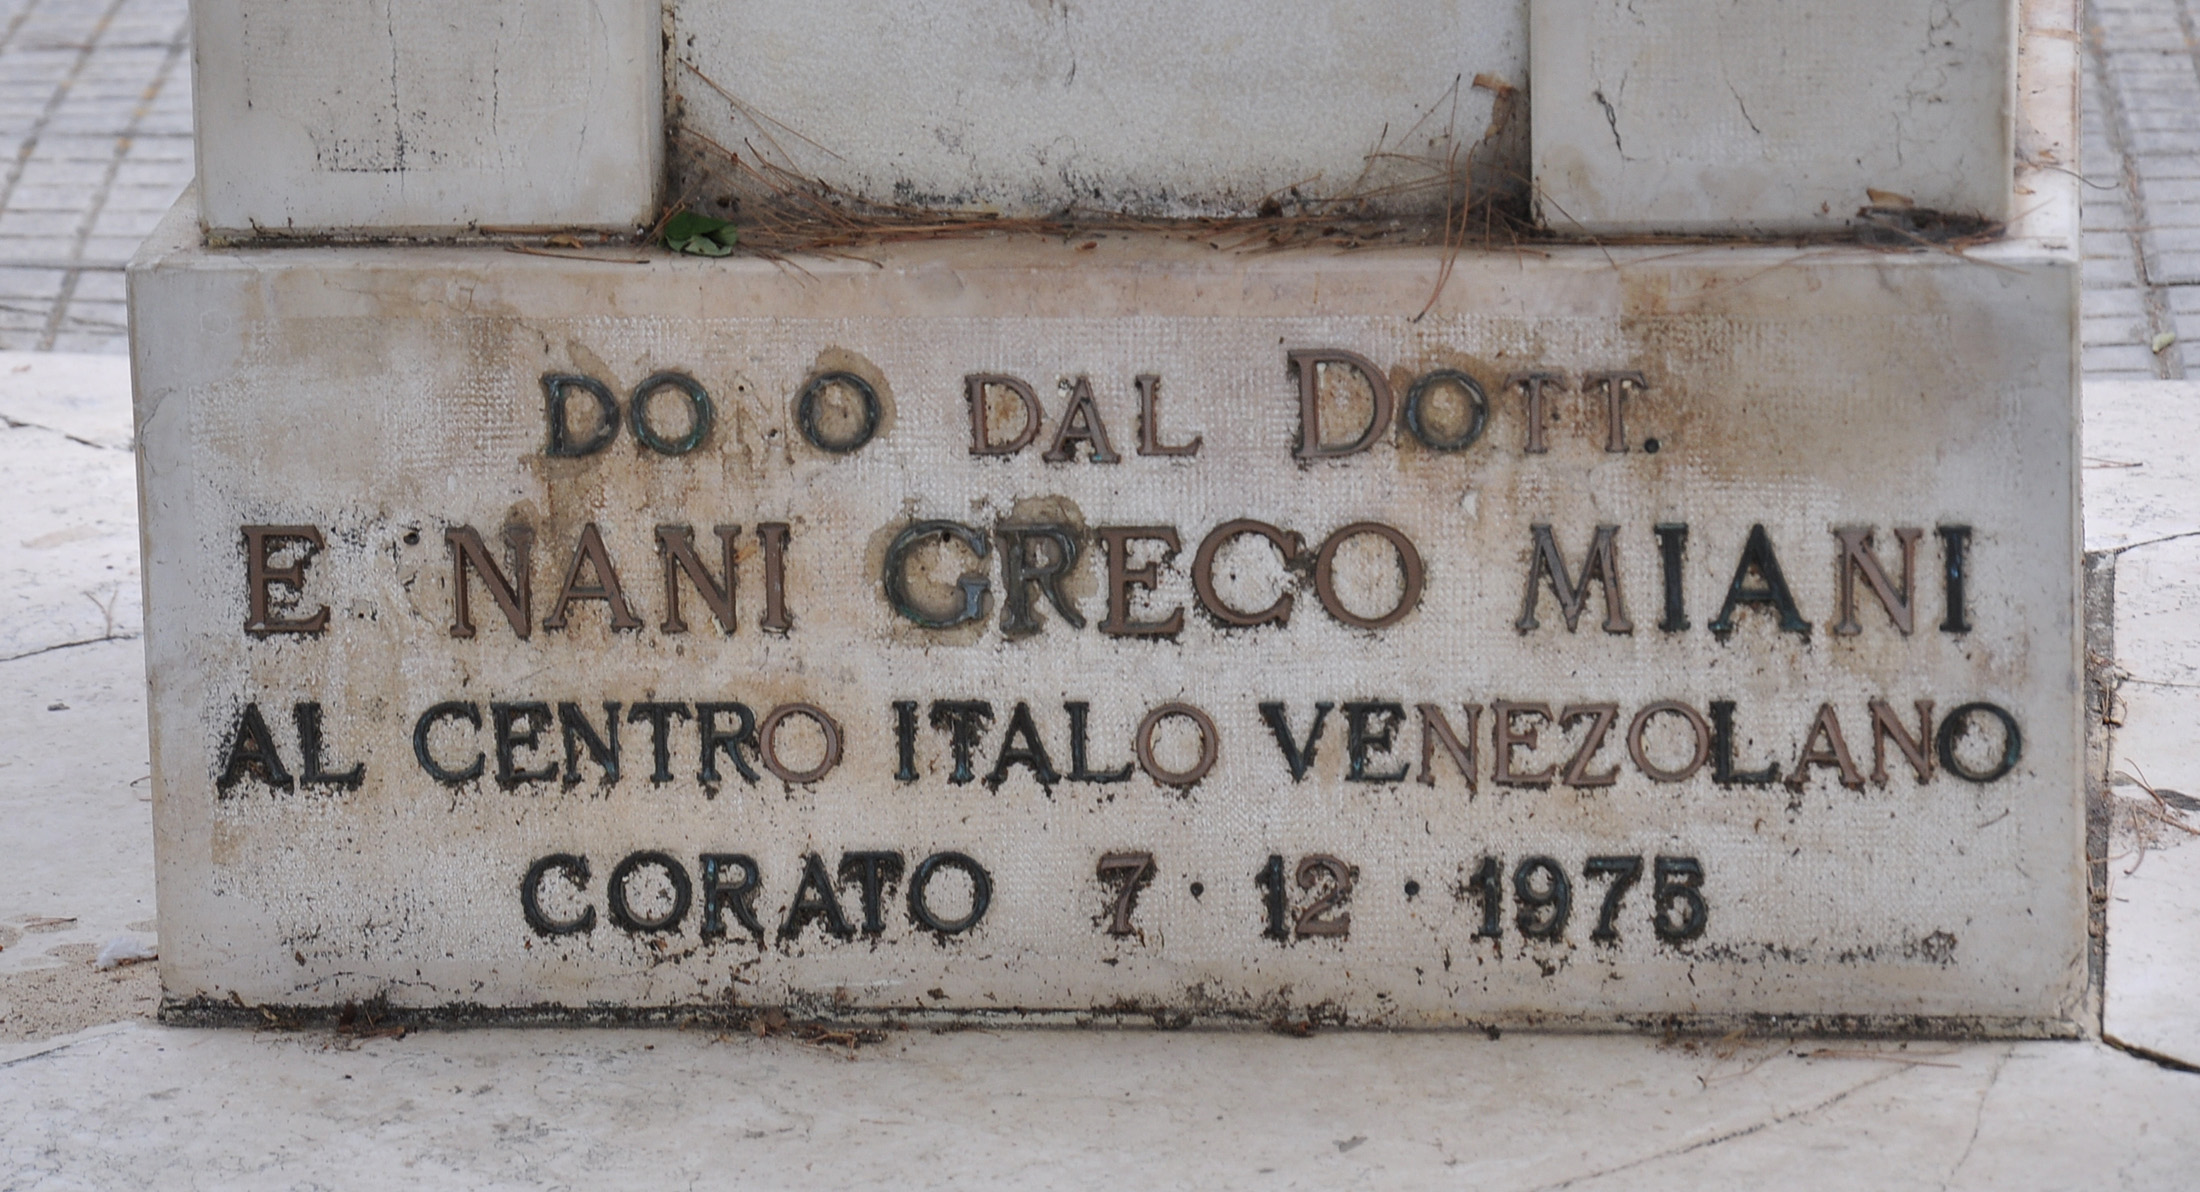 DO O DAL DOTT.
E NANI GRECO MIANI
AL CENTRO ITALO VENEZOLANO
CORATO 7·12·1975